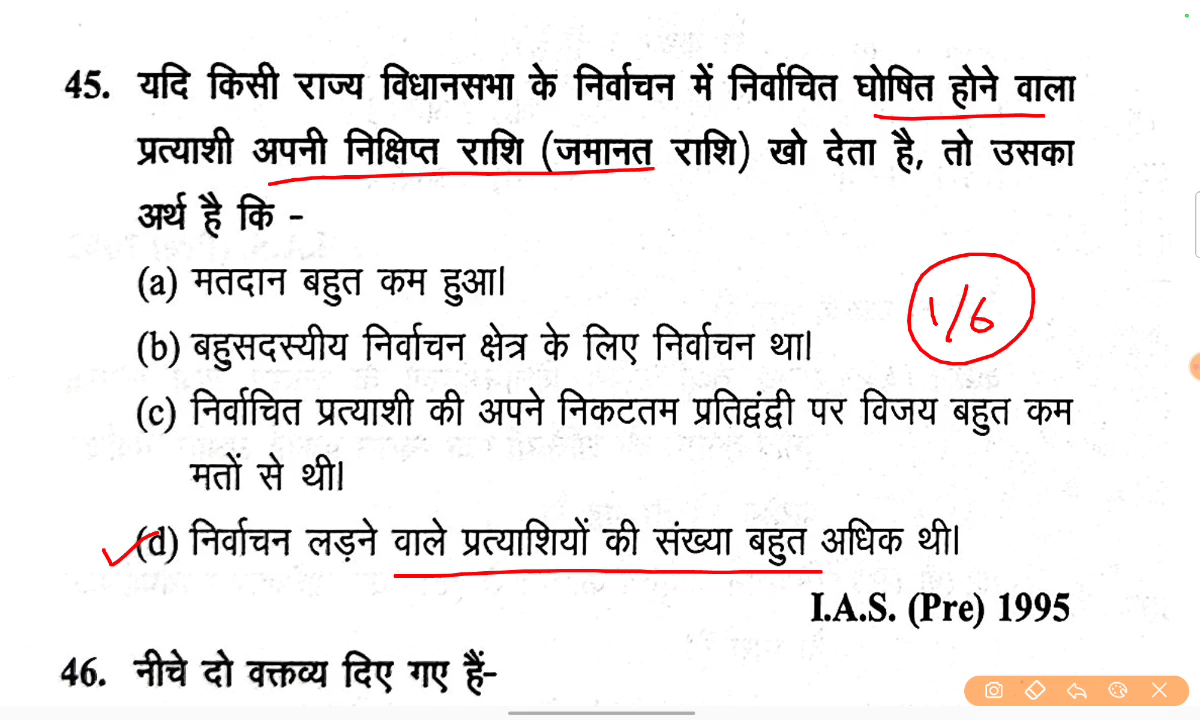 45. यदि किसी राज्य विधानसभा के निर्वाचन में निर्वाचित घोषित होने वाला
प्रत्याशी अपनी निक्षिप्त राशि (जमानत राशि) खो देता है, तो उसका
अर्थ है कि -
(a) मतदान बहुत कम हुआ।
(b) बहुसदस्यीय निर्वाचन क्षेत्र के लिए निर्वाचन था।
1/6
(c) निर्वाचित प्रत्याशी की अपने निकटतम प्रतिद्वंद्वी पर विजय बहुत कम
मतों से थी।
(d) निर्वाचन लड़ने वाले प्रत्याशियों की संख्या बहुत अधिक थी।
I.A.S. (Pre) 1995
46. नीचे दो वक्तव्य दिए गए हैं-